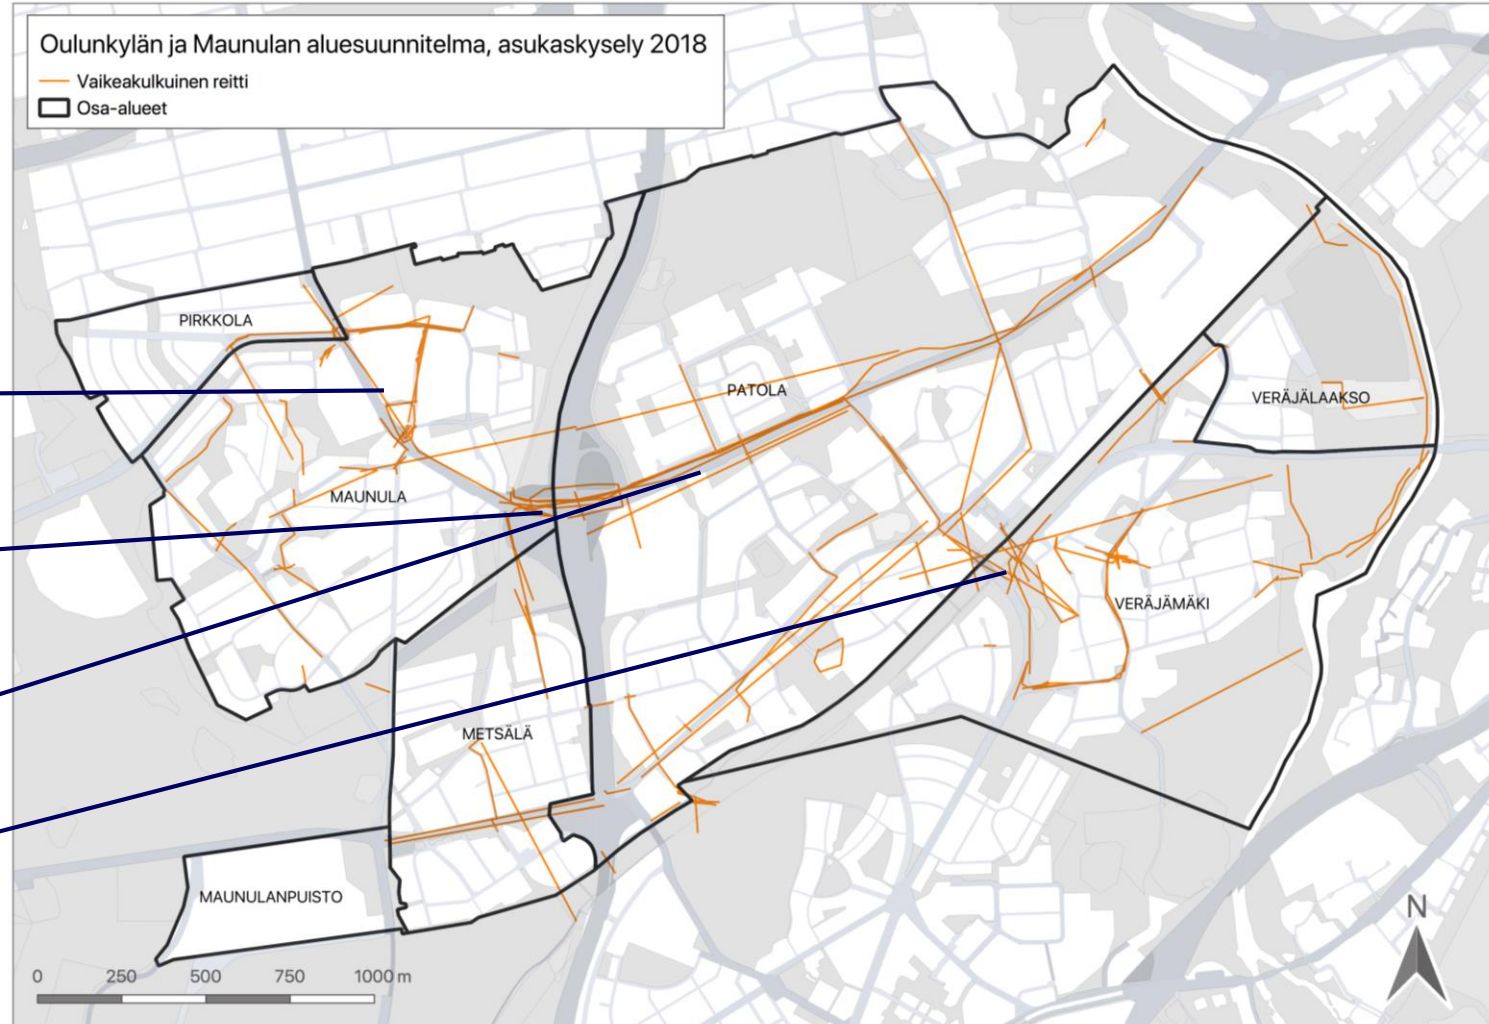 Oulunkylän ja Maunulan aluesuunnitelma, asukaskysely 2018
Vaikeakulkuinen reitti
Osa-alueet
PIRKKOLA
PATOLA
VERÄJÄLAAKSO
MAUNULA
VERÄJÄMÄKI
METSÄLÄ
MAUNULANPUISTO
N
0 250 500 750 1000 m